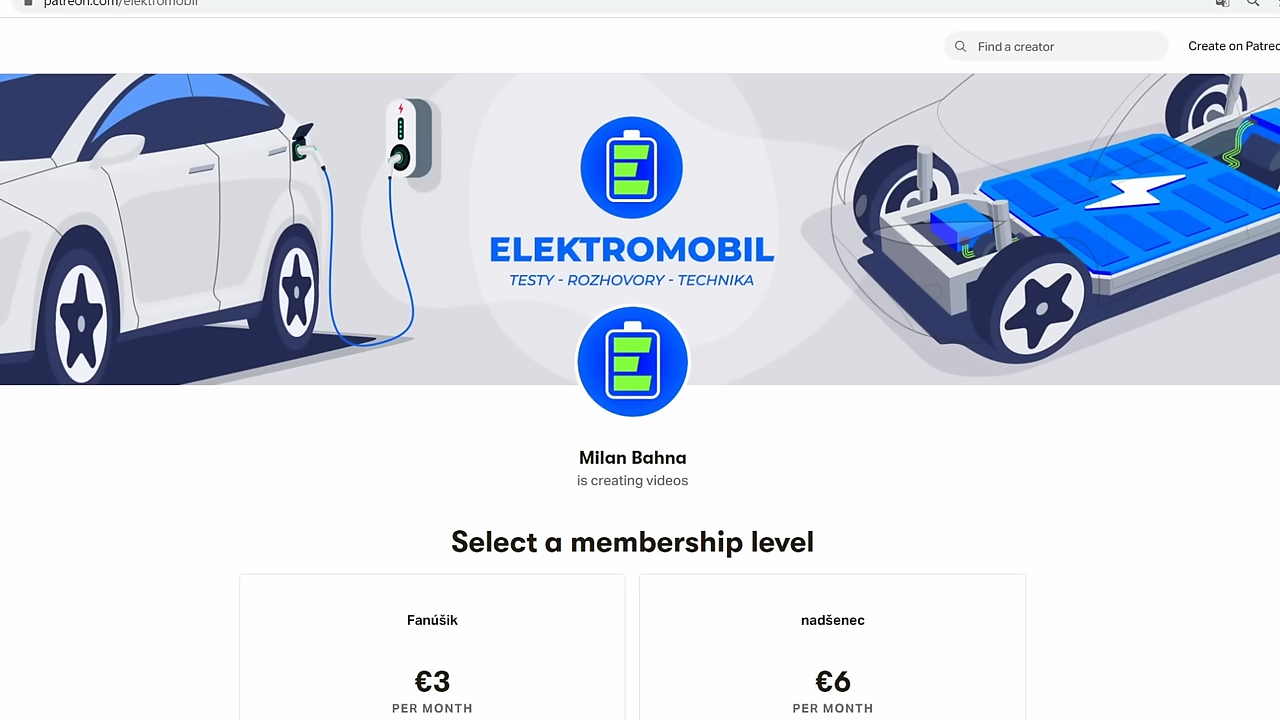 patreon.com/elektromobil
Find a creator
Create on Patreo
ELEKTROMOBIL
TESTY - ROZHOVORY - TECHNIKA
Milan Bahna
is creating videos
Select a membership level
Fanúšik
nadšenec
€3
€6
PER MONTH
PER MONTH